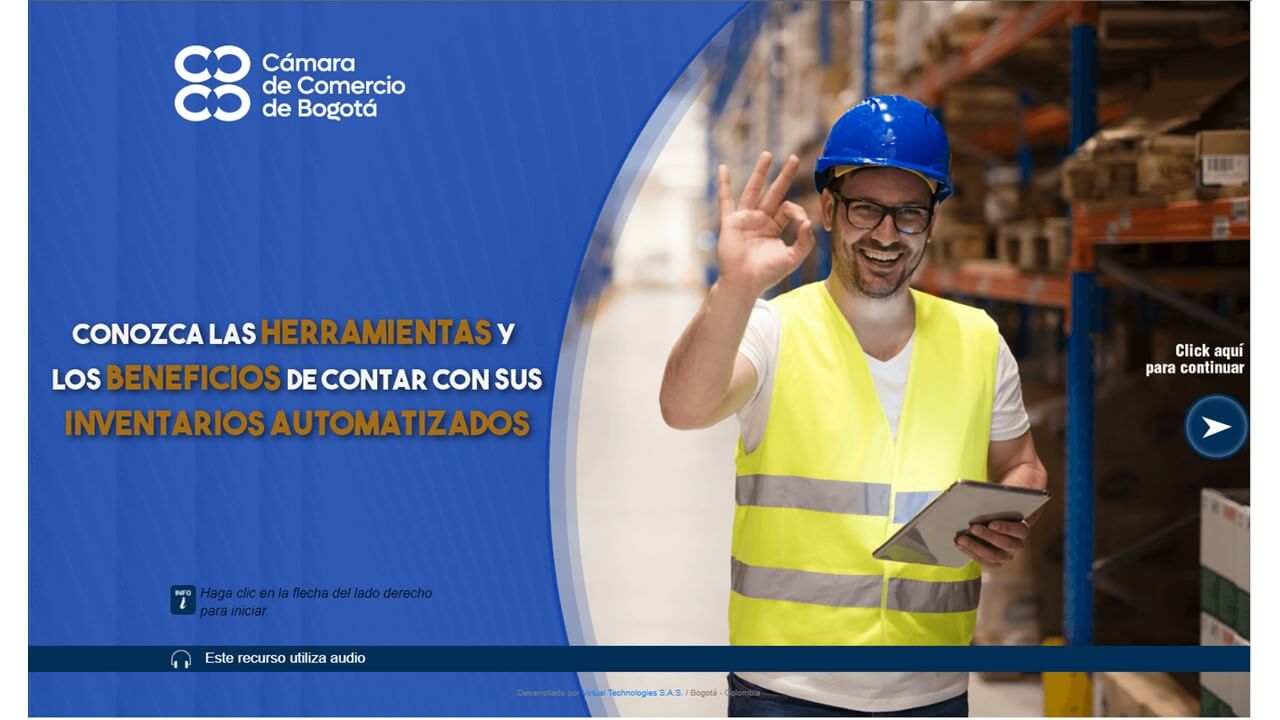 Cámara
de Comercio
de Bogotá
CONOZCA LAS HERRAMIENTAS Y
LOS BENEFICIOS DE CONTAR CON SUS
INVENTARIOS AUTOMATIZADOS
Click aquí
para continuar
INFO
i
Haga clic en la flecha del lado derecho
para iniciar.
Este recurso utiliza audio
Desarrollado por Virtual Technologies S.A.S. / Bogotá - Colombia